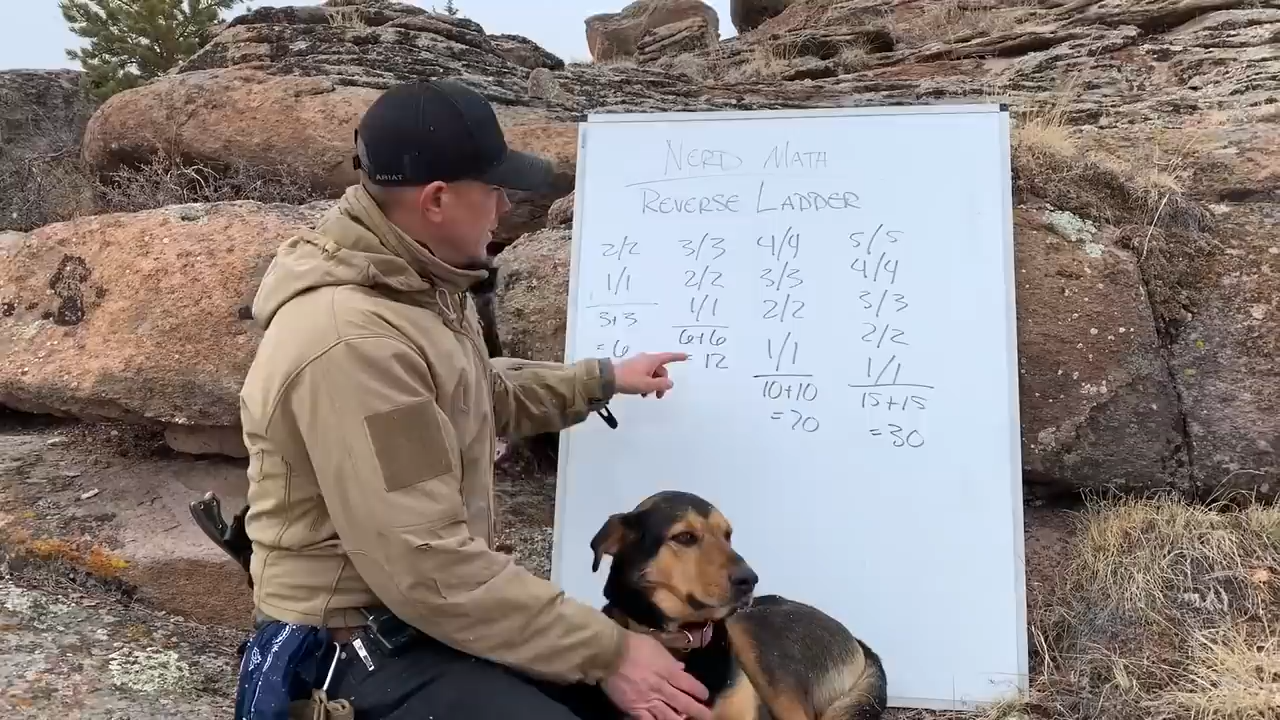 ARIAT
NERD MATH
REVERSE LADDER
2/2 3/3 4/4 5/5
1/1 2/2 3/3 4/4
3+3 1/1 2/2 3/3
= 6 6+6 1/1 2/2
= 12 10+10 1/1
= 20 15+15
= 30